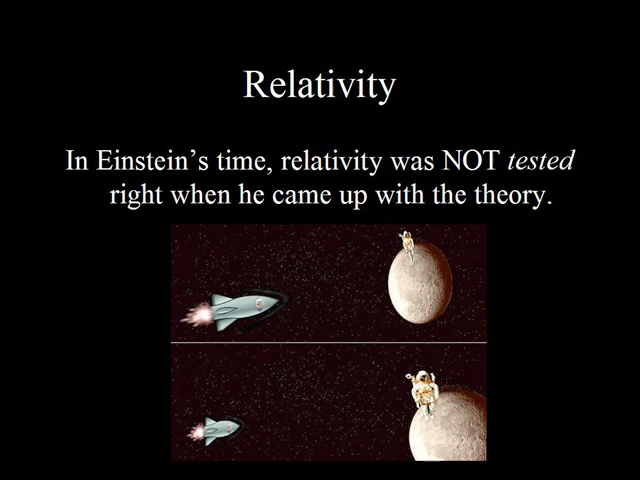 Relativity
In Einstein’s time, relativity was NOT tested
right when he came up with the theory.